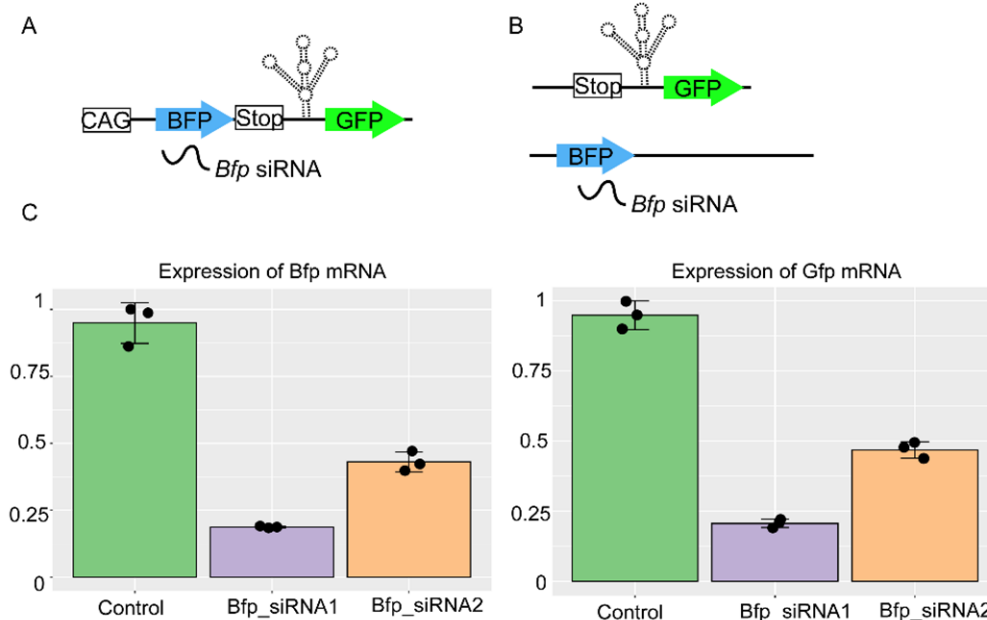 A
CAG BFP Stop GFP
Bfp siRNA
B
Stop GFP
BFP
Bfp siRNA
C
Expression of Bfp mRNA
1
0.75
0.5
0.25
0
Control Bfp_siRNA1 Bfp_siRNA2
Expression of Gfp mRNA
1
0.75
0.5
0.25
0
Control Bfp_siRNA1 Bfp_siRNA2